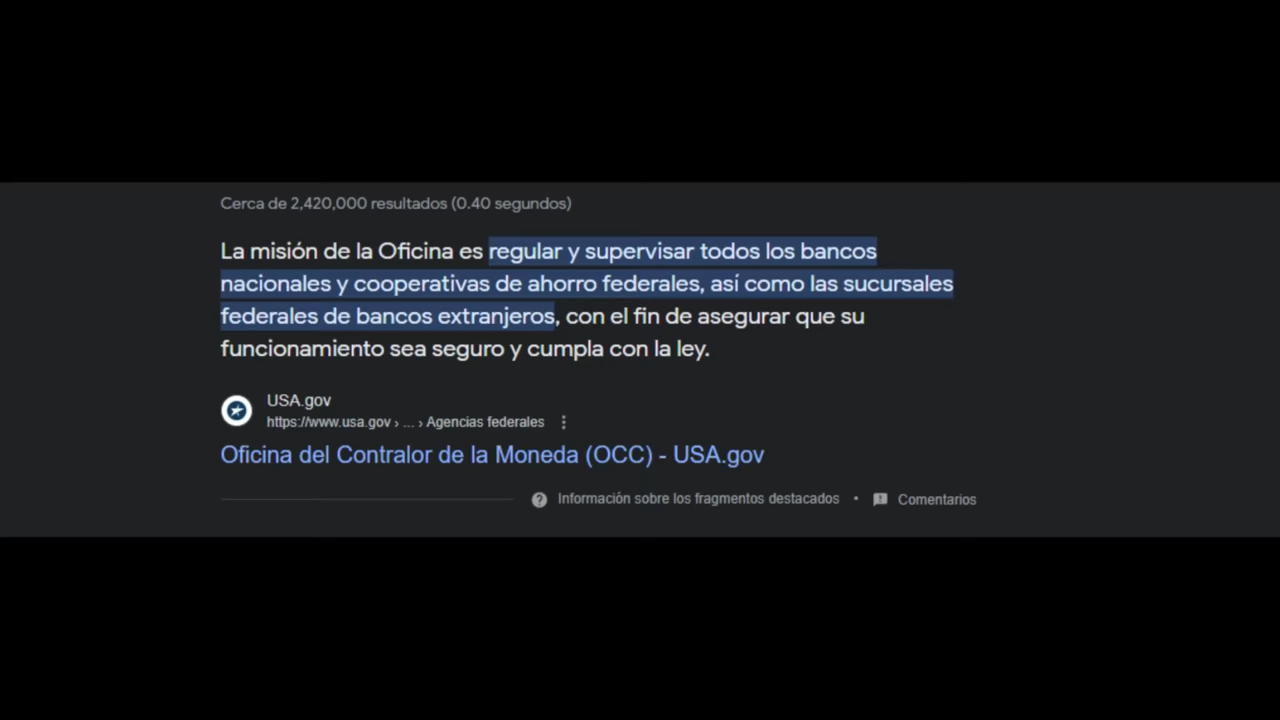 Cerca de 2,420,000 resultados (0.40 segundos)
La misión de la Oficina es regular y supervisar todos los bancos
nacionales y cooperativas de ahorro federales, así como las sucursales
federales de bancos extranjeros, con el fin de asegurar que su
funcionamiento sea seguro y cumpla con la ley.
USA.gov
https://www.usa.gov › ... › Agencias federales
Oficina del Contralor de la Moneda (OCC) - USA.gov
Información sobre los fragmentos destacados • Comentarios